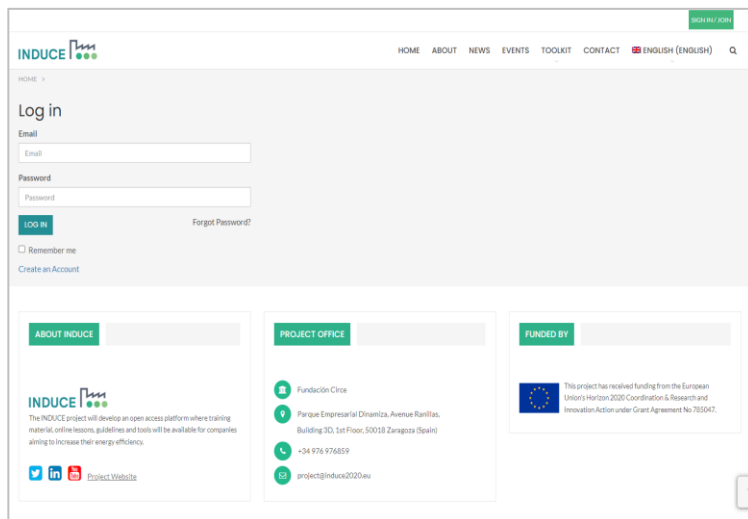 SIGN IN / JOIN
INDUCE
HOME ABOUT NEWS EVENTS TOOLKIT CONTACT ENGLISH (ENGLISH)
HOME >
Log in
Email
Email
Password
Password
LOG IN Forgot Password?
Remember me
Create an Account
ABOUT INDUCE
INDUCE
The INDUCE project will develop an open access platform where training
material, online lessons, guidelines and tools will be available for companies
aiming to increase their energy efficiency.
in You Tube Project Website
PROJECT OFFICE
Fundación Circe
Parque Empresarial Dinamiza, Avenue Ranillas,
Building 3D, 1st Floor, 50018 Zaragoza (Spain)
+34 976 976859
project@induce2020.eu
FUNDED BY
This project has received funding from the European
Union's Horizon 2020 Coordination & Research and
Innovation Action under Grant Agreement No 785047.